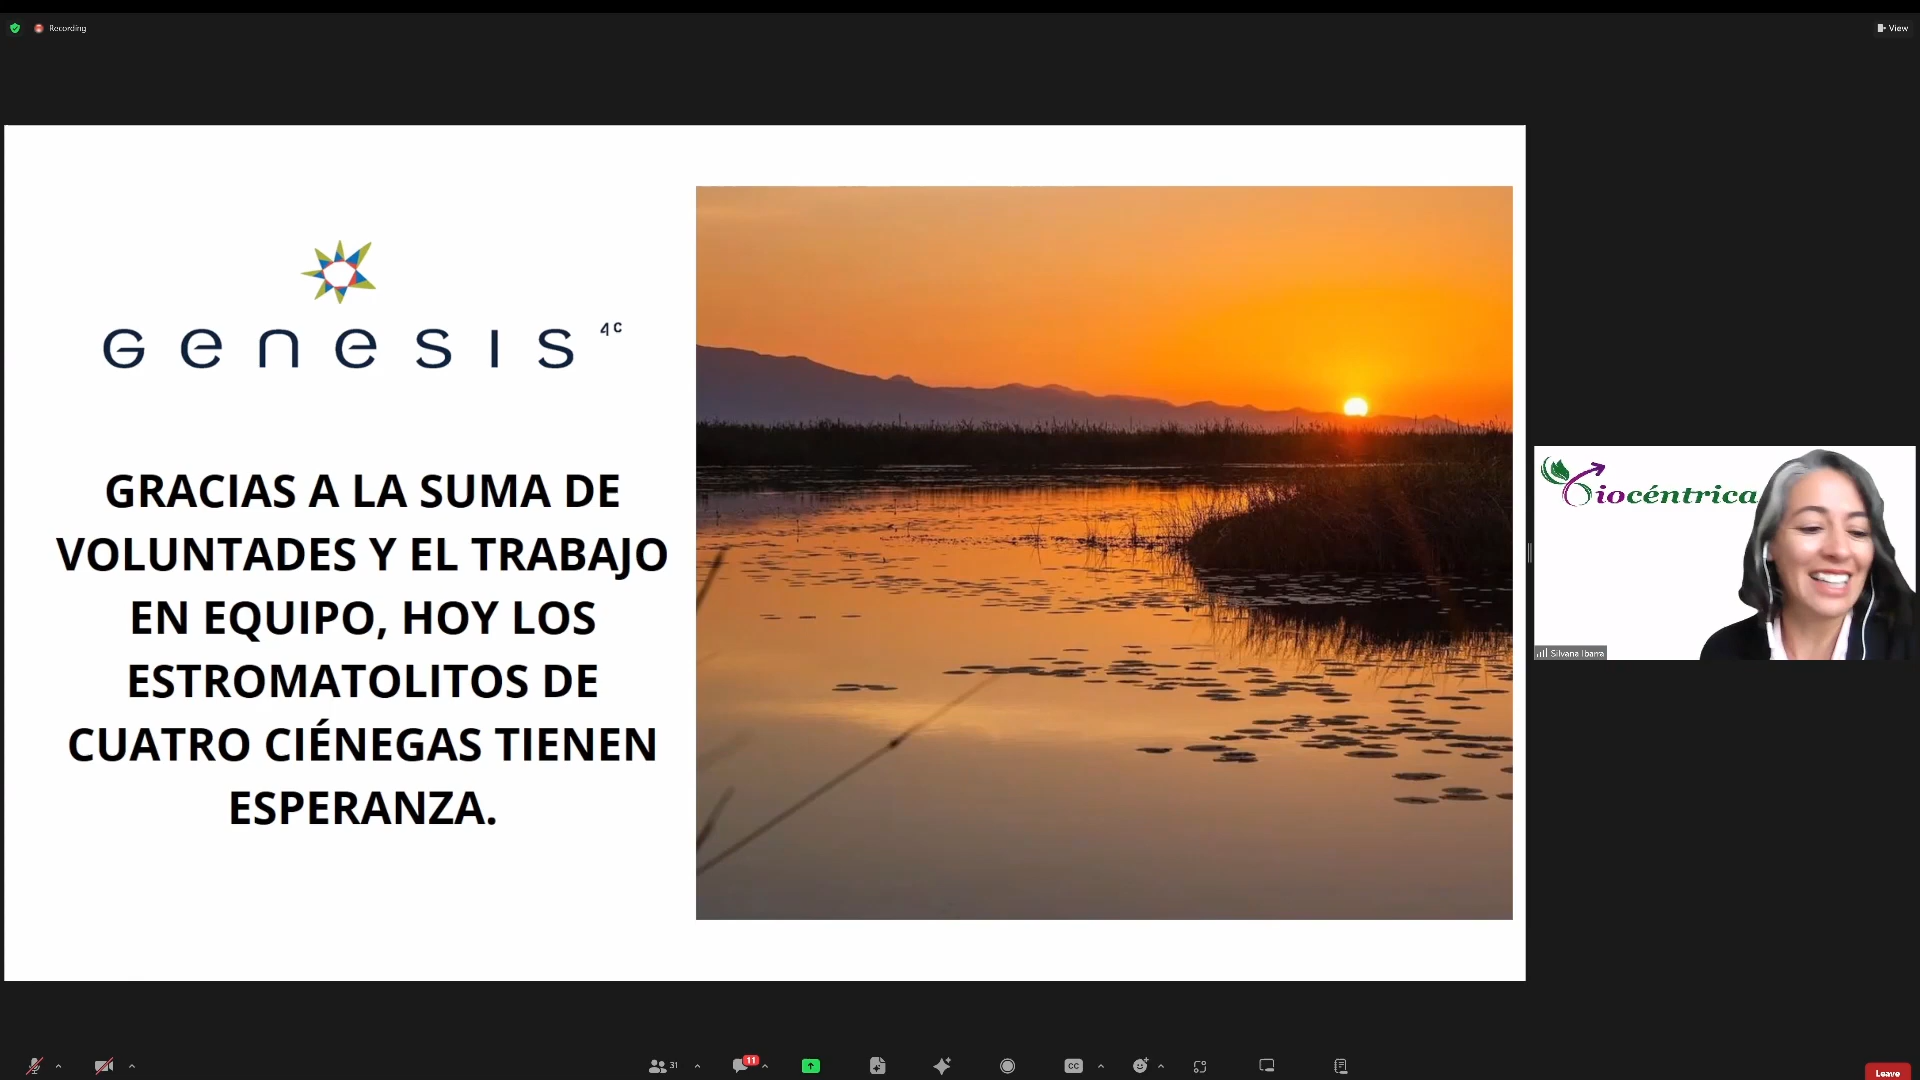 Recording
View
GENESIS 4C
GRACIAS A LA SUMA DE
VOLUNTADES Y EL TRABAJO
EN EQUIPO, HOY LOS
ESTROMATOLITOS DE
CUATRO CIÉNEGAS TIENEN
ESPERANZA.
Biocéntrica
Silvana Ibarra
31
11
CC
Leave